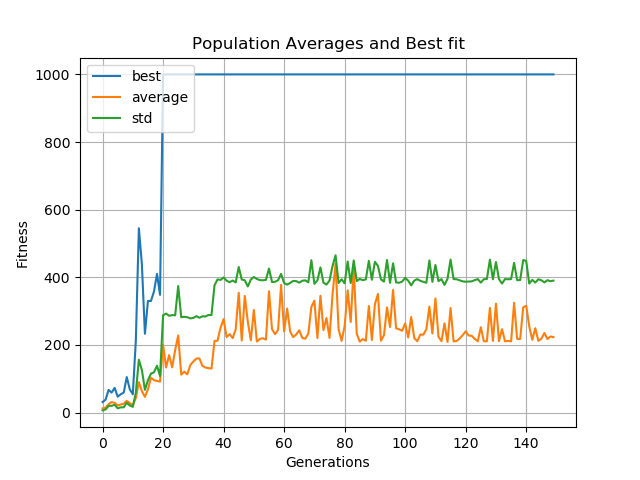 Population Averages and Best fit
best
average
std
1000
800
600
400
200
0
Fitness
0 20 40 60 80 100 120 140
Generations